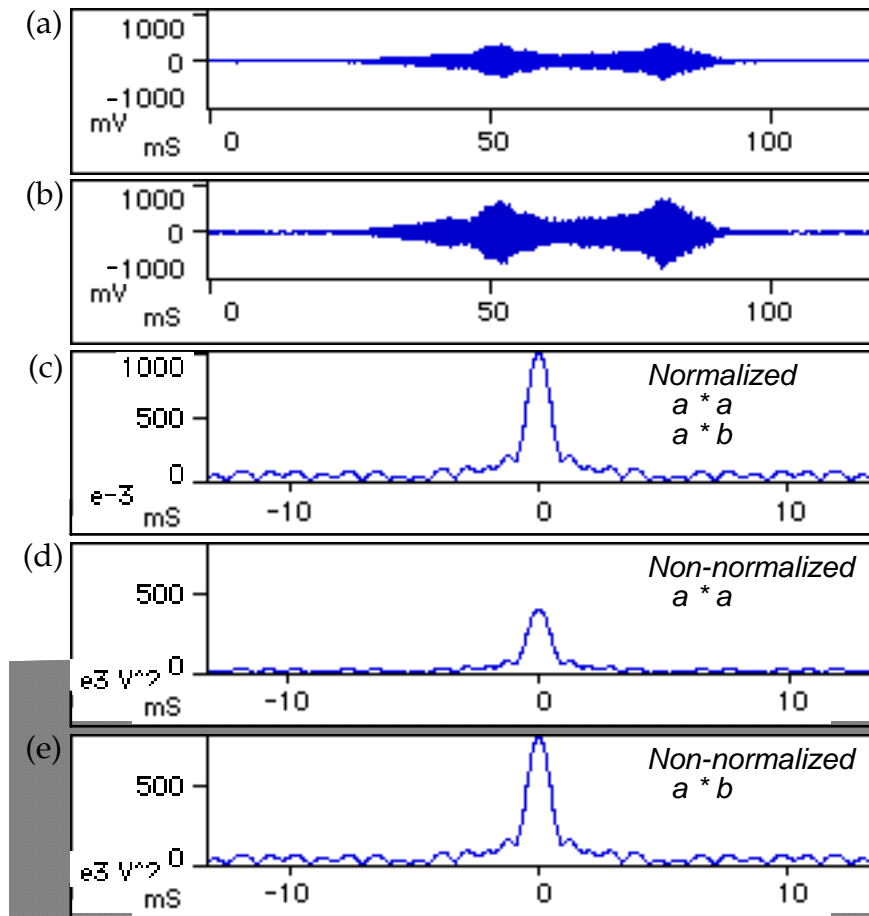 (a)
1000
0
-1000
mV
mS
0 50 100
(b)
1000
0
-1000
mV
mS
0 50 100
(c)
1000
500
0
e-3
mS
-10 0 10
Normalized
a * a
a * b
(d)
500
0
e3 V^2
mS
-10 0 10
Non-normalized
a * a
(e)
500
0
e3 V^2
mS
-10 0 10
Non-normalized
a * b